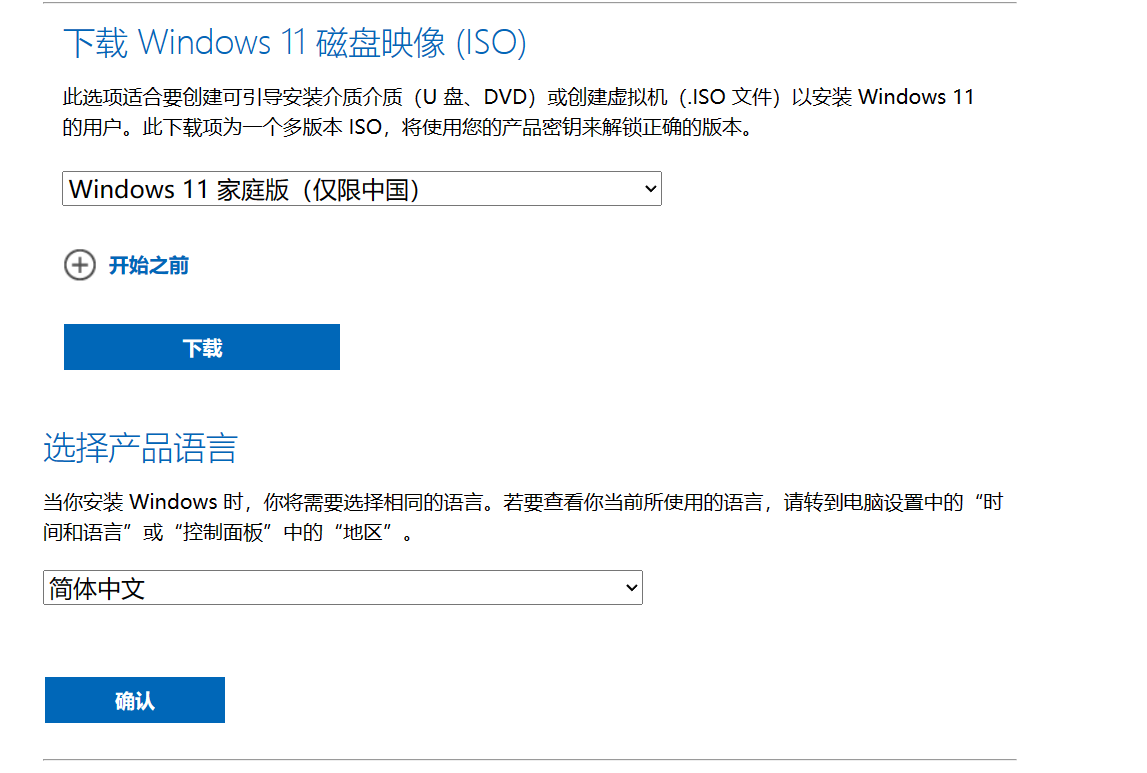 下载 Windows 11 磁盘映像 (ISO)
此选项适合要创建可引导安装介质介质（U 盘、DVD）或创建虚拟机（.ISO 文件）以安装 Windows 11
的用户。此下载项为一个多版本 ISO，将使用您的产品密钥来解锁正确的版本。
Windows 11 家庭版（仅限中国）
开始之前
下载
选择产品语言
当你安装 Windows 时，你将需要选择相同的语言。若要查看你当前所使用的语言，请转到电脑设置中的“时
间和语言”或“控制面板”中的“地区”。
简体中文
确认